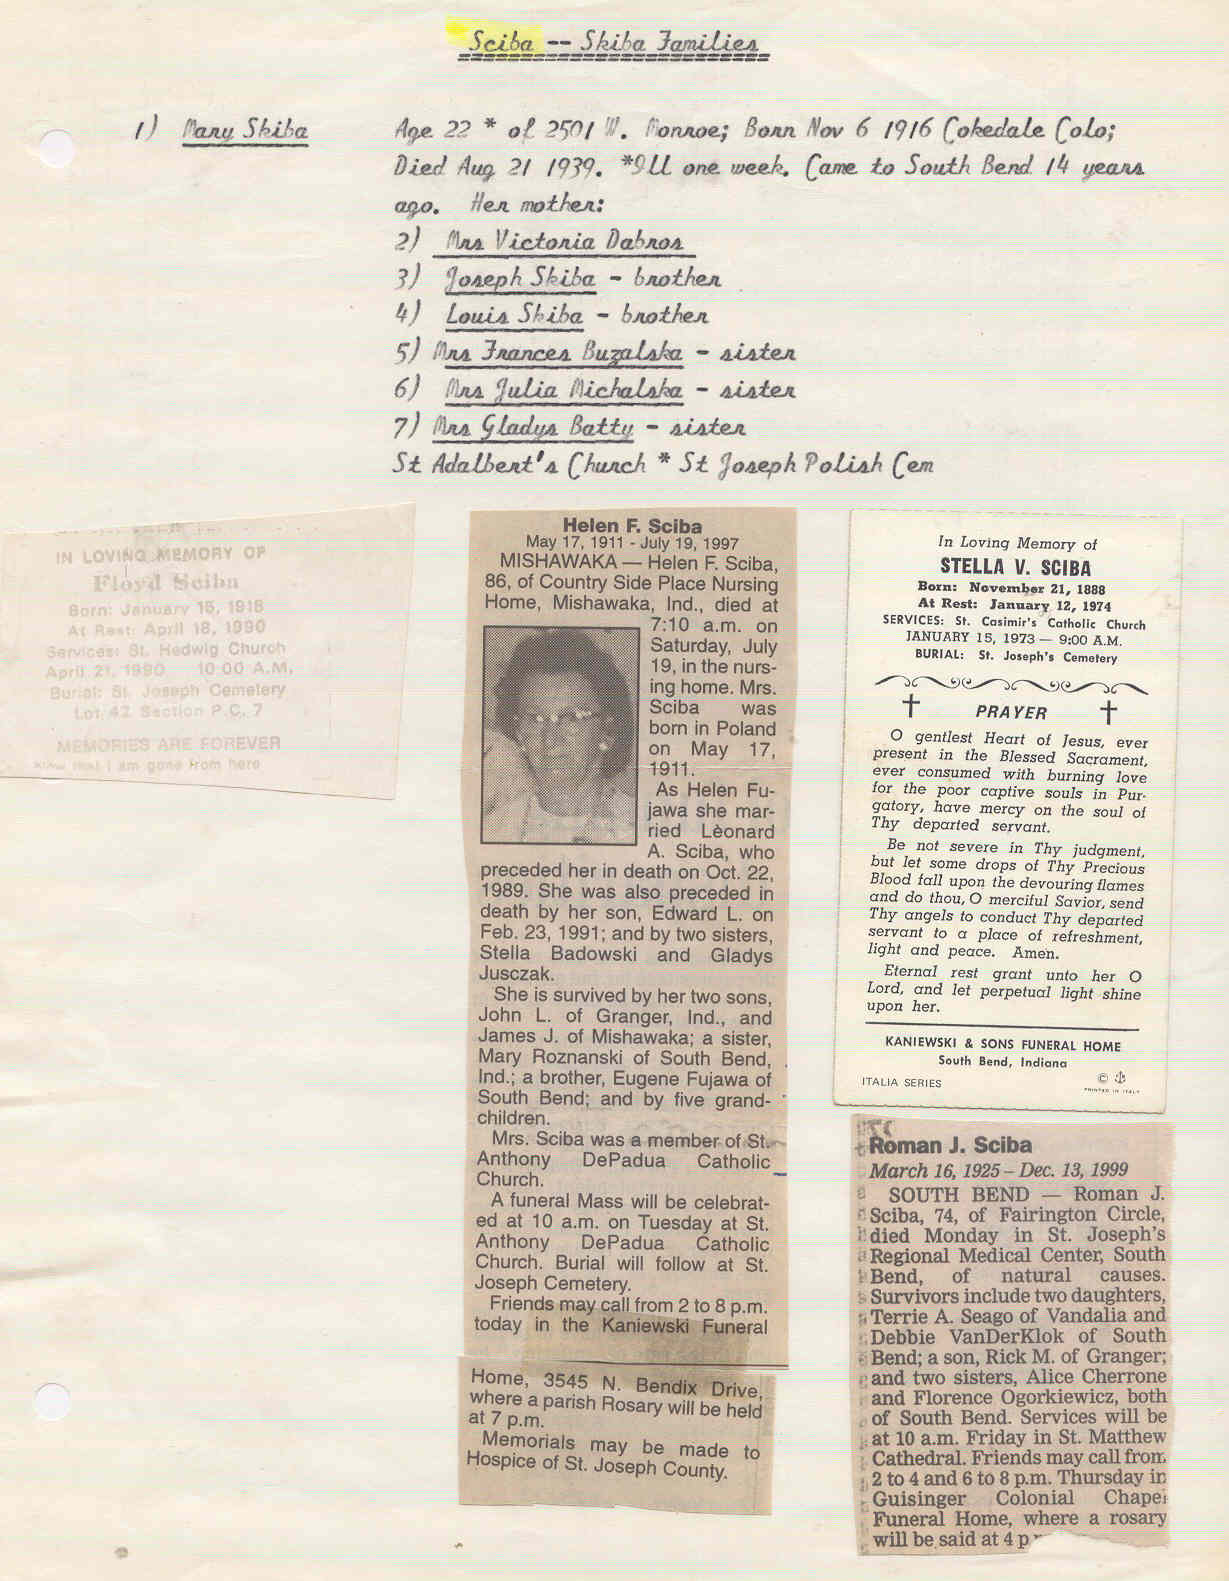 Sciba -- Skiba Families
1) Mary Skiba Age 22 * of 2501 W. Monroe; Born Nov 6 1916 Cokedale Colo;
Died Aug 21 1939. *Ill one week. Came to South Bend 14 years
ago. Her mother:
2) Mrs Victoria Dabros
3) Joseph Skiba - brother
4) Louis Skiba - brother
5) Mrs Frances Buzalska - sister
6) Mrs Julia Michalska - sister
7) Mrs Gladys Batty - sister
St Adalbert's Church * St Joseph Polish Cem
IN LOVING MEMORY OF
Floyd Sciba
Born: January 15, 1918
At Rest: April 18, 1990
Services: St. Hedwig Church
April 21, 1990 10 00 A.M,
Burial: St. Joseph Cemetery
Lot 42 Section P.C. 7
MEMORIES ARE FOREVER
I am gone from here
Helen F. Sciba
May 17, 1911 - July 19, 1997
MISHAWAKA — Helen F. Sciba,
86, of Country Side Place Nursing
Home, Mishawaka, Ind., died at
7:10 a.m. on
Saturday, July
19, in the nurs-
ing home. Mrs.
Sciba was
born in Poland
on May 17,
1911.
As Helen Fu-
jawa she mar-
ried Lèonard
A. Sciba, who
preceded her in death on Oct. 22,
1989. She was also preceded in
death by her son, Edward L. on
Feb. 23, 1991; and by two sisters,
Stella Badowski and Gladys
Jusczak.
She is survived by her two sons,
John L. of Granger, Ind., and
James J. of Mishawaka; a sister,
Mary Roznanski of South Bend,
Ind.; a brother, Eugene Fujawa of
South Bend; and by five grand-
children.
Mrs. Sciba was a member of St.
Anthony DePadua Catholic
Church.
A funeral Mass will be celebrat-
ed at 10 a.m. on Tuesday at St.
Anthony DePadua Catholic
Church. Burial will follow at St.
Joseph Cemetery.
Friends may call from 2 to 8 p.m.
today in the Kaniewski Funeral
Home, 3545 N. Bendix Drive,
where a parish Rosary will be held
at 7 p.m.
Memorials may be made to
Hospice of St. Joseph County.
In Loving Memory of
STELLA V. SCIBA
Born: November 21, 1888
At Rest: January 12, 1974
SERVICES: St. Casimir's Catholic Church
JANUARY 15, 1973 — 9:00 A.M.
BURIAL: St. Joseph's Cemetery
PRAYER
O gentlest Heart of Jesus, ever
present in the Blessed Sacrament,
ever consumed with burning love
for the poor captive souls in Pur-
gatory, have mercy on the soul of
Thy departed servant.
Be not severe in Thy judgment,
but let some drops of Thy Precious
Blood fall upon the devouring flames
and do thou, O merciful Savior, send
Thy angels to conduct Thy departed
servant to a place of refreshment,
light and peace. Amen.
Eternal rest grant unto her O
Lord, and let perpetual light shine
upon her.
KANIEWSKI & SONS FUNERAL HOME
South Bend, Indiana
ITALIA SERIES ©
PRINTED IN ITALY
Roman J. Sciba
March 16, 1925 – Dec. 13, 1999
SOUTH BEND — Roman J.
Sciba, 74, of Fairington Circle,
died Monday in St. Joseph's
Regional Medical Center, South
Bend, of natural causes.
Survivors include two daughters,
Terrie A. Seago of Vandalia and
Debbie VanDerKlok of South
Bend; a son, Rick M. of Granger;
and two sisters, Alice Cherrone
and Florence Ogorkiewicz, both
of South Bend. Services will be
at 10 a.m. Friday in St. Matthew
Cathedral. Friends may call from
2 to 4 and 6 to 8 p.m. Thursday in
Guisinger Colonial Chapel
Funeral Home, where a rosary
will be said at 4 p